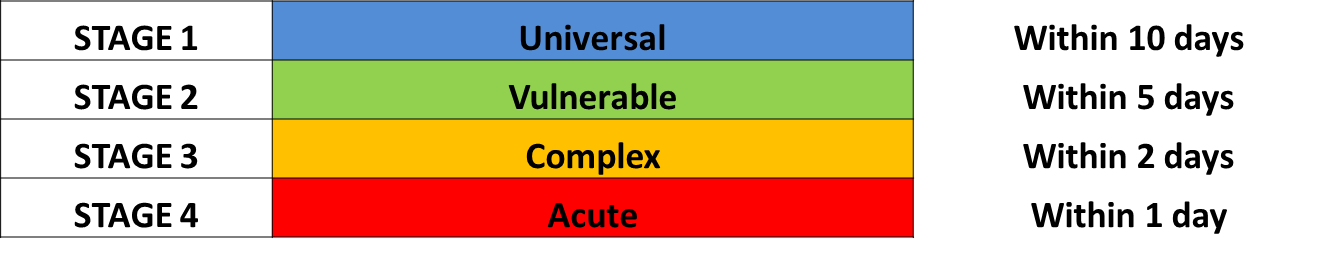 STAGE 1 Universal Within 10 days
STAGE 2 Vulnerable Within 5 days
STAGE 3 Complex Within 2 days
STAGE 4 Acute Within 1 day